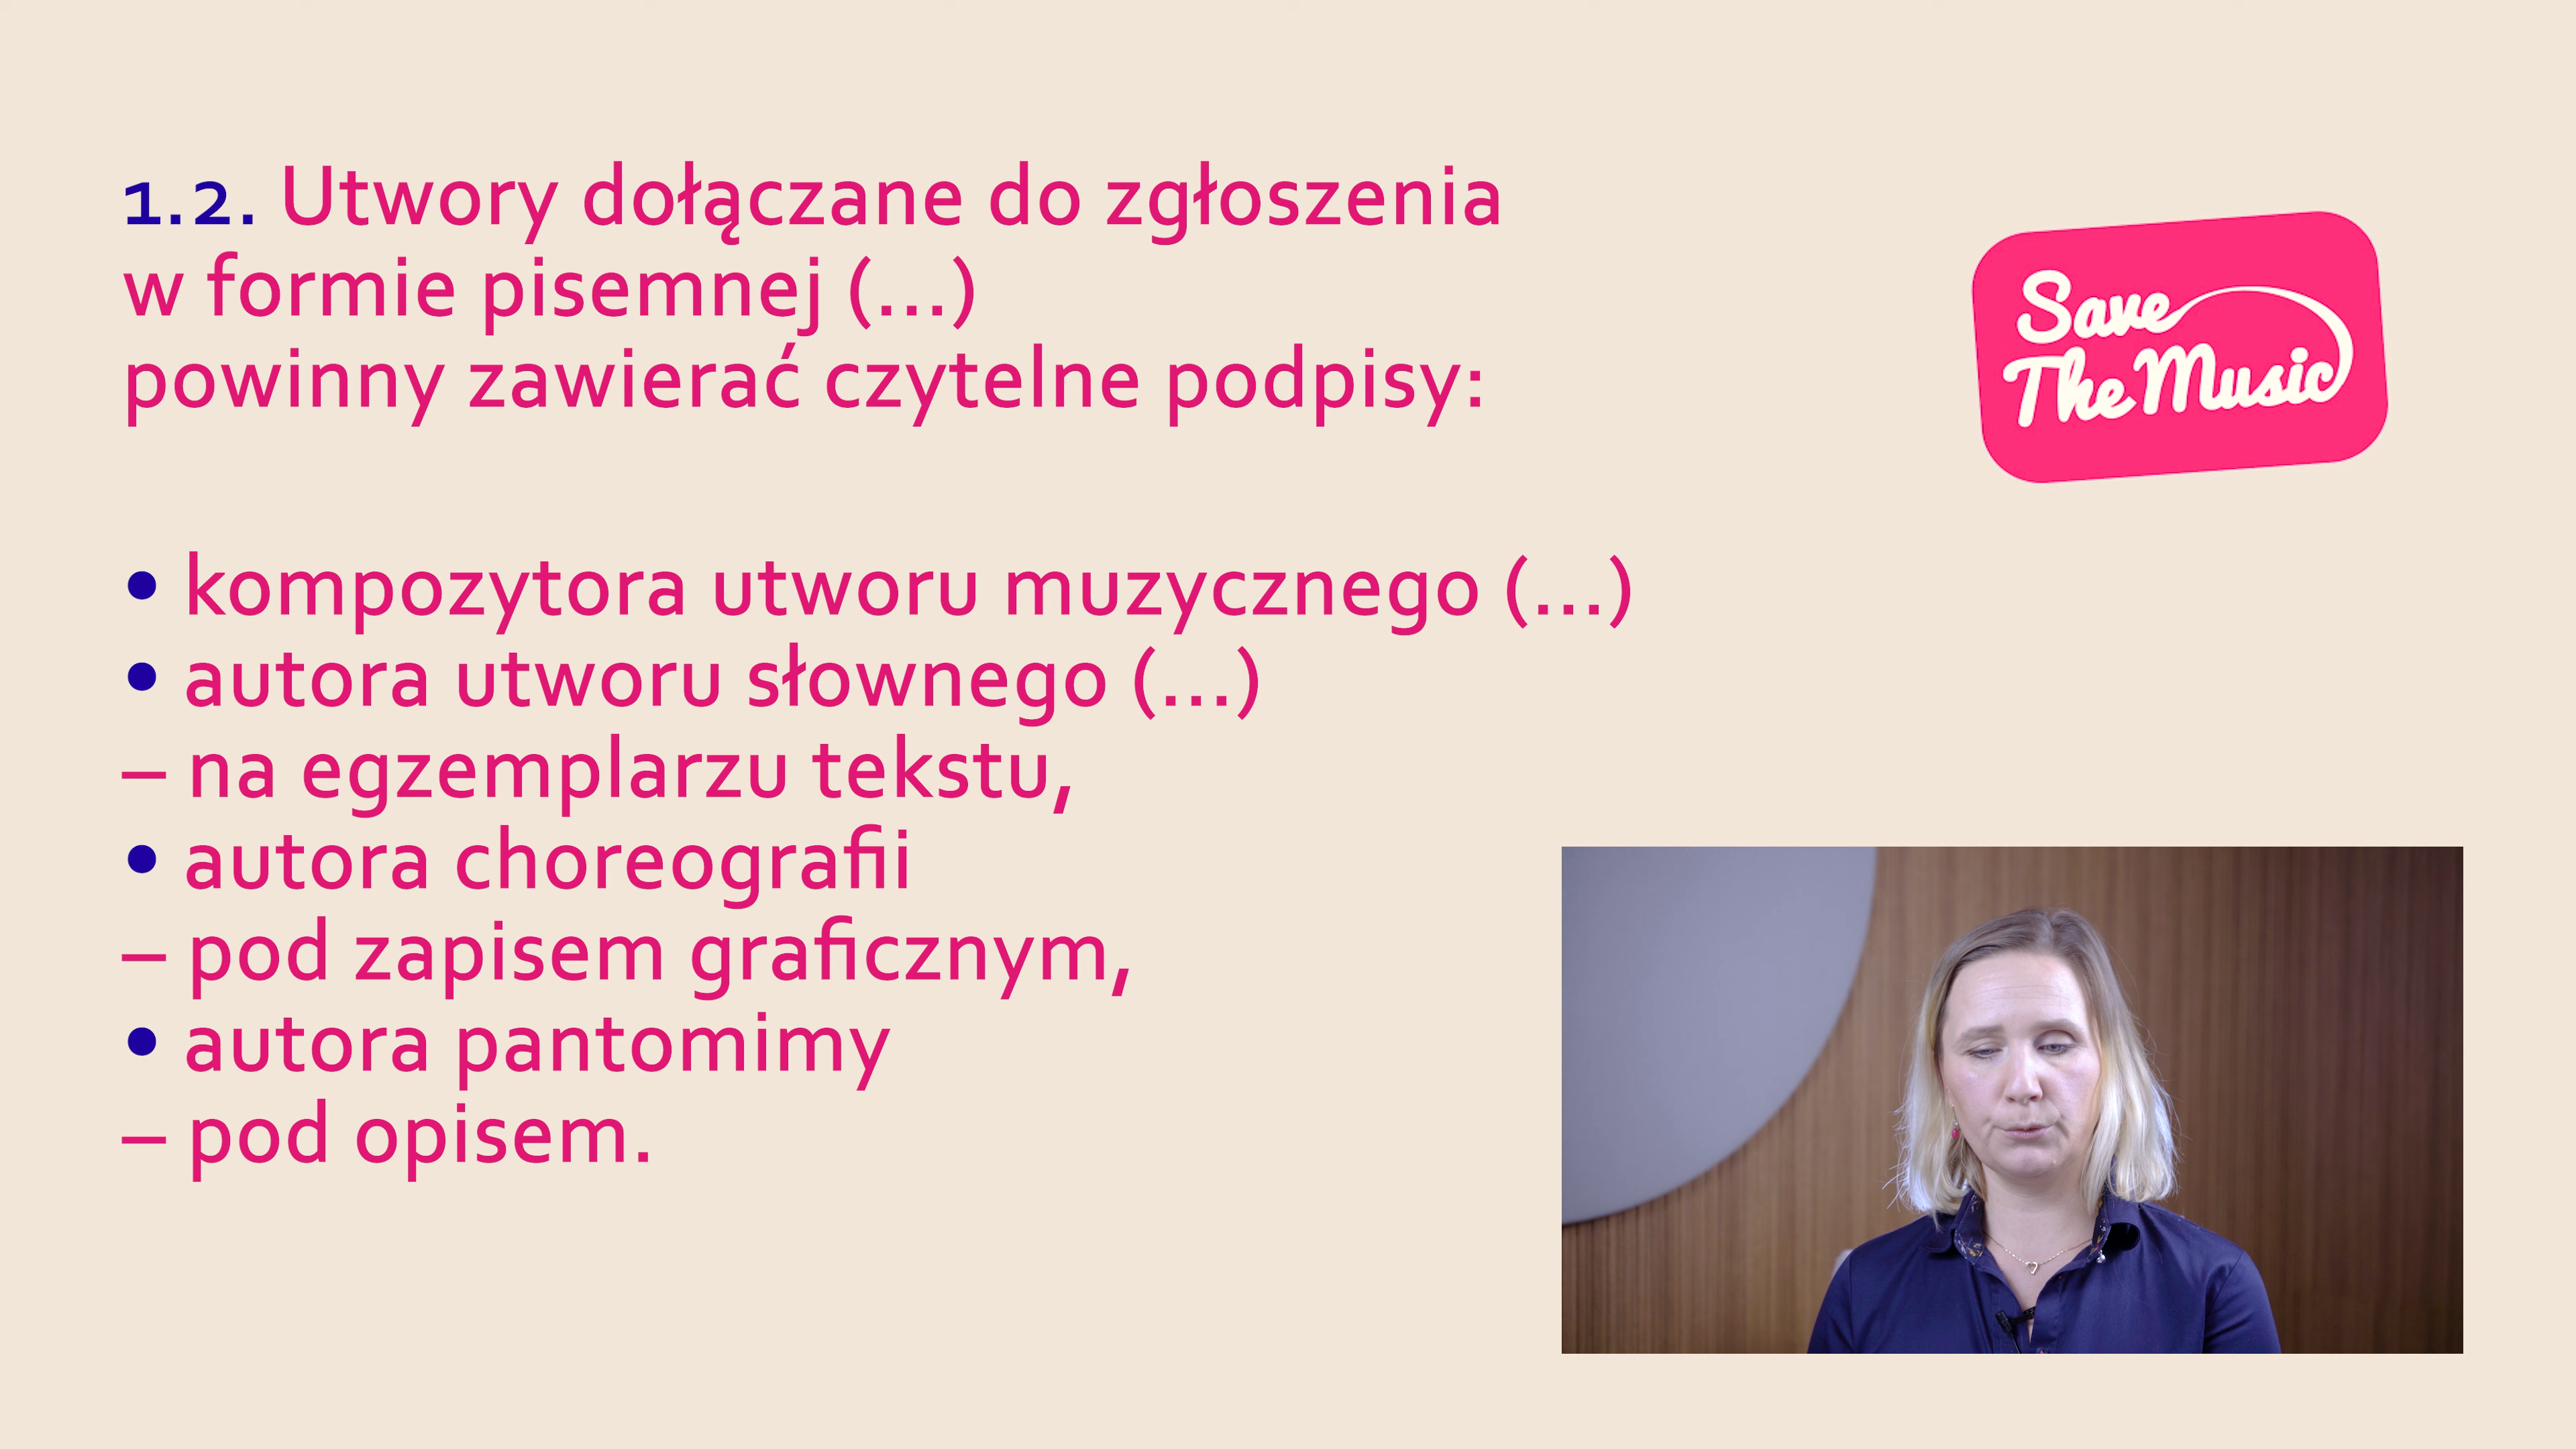 1.2. Utwory dołączane do zgłoszenia
w formie pisemnej (...)
powinny zawierać czytelne podpisy:
• kompozytora utworu muzycznego (...)
• autora utworu słownego (...)
– na egzemplarzu tekstu,
• autora choreografii
– pod zapisem graficznym,
• autora pantomimy
– pod opisem.
Save
The Music